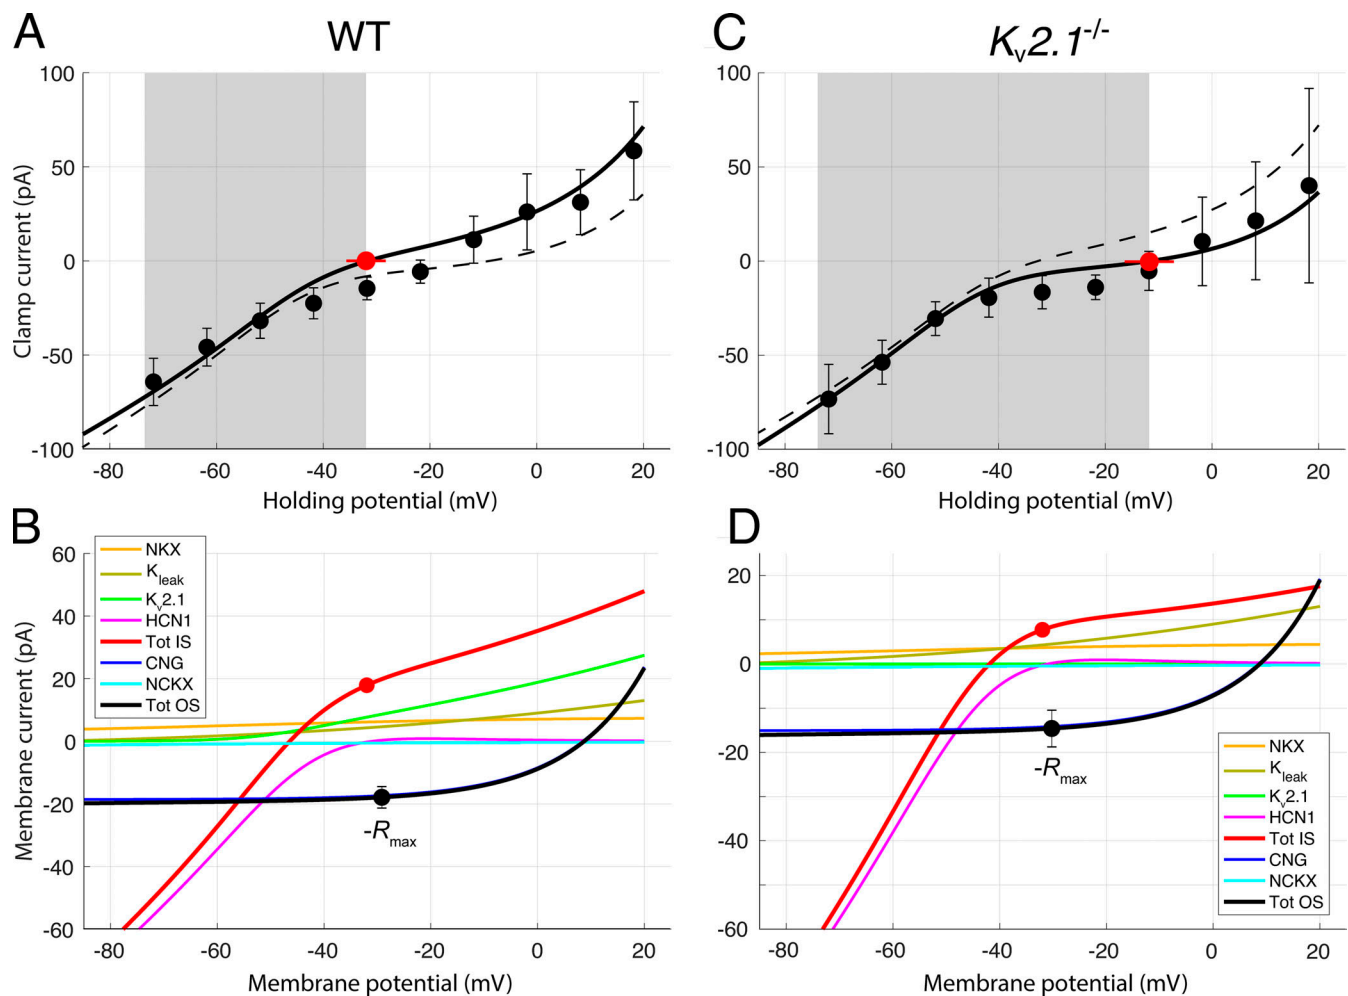 A
WT
100
50
0
-50
-100
Clamp current (pA)
-80
-60
-40
-20
0
20
Holding potential (mV)
C
Kv2.1-/-
100
50
0
-50
-100
-80
-60
-40
-20
0
20
Holding potential (mV)
B
60
40
20
0
-20
-40
-60
Membrane current (pA)
NKX
Kleak
Kv2.1
HCN1
Tot IS
CNG
NCKX
Tot OS
-Rmax
-80
-60
-40
-20
0
20
Membrane potential (mV)
D
20
10
0
-10
-20
-30
-40
-50
-60
-Rmax
NKX
Kleak
Kv2.1
HCN1
Tot IS
CNG
NCKX
Tot OS
-80
-60
-40
-20
0
20
Membrane potential (mV)